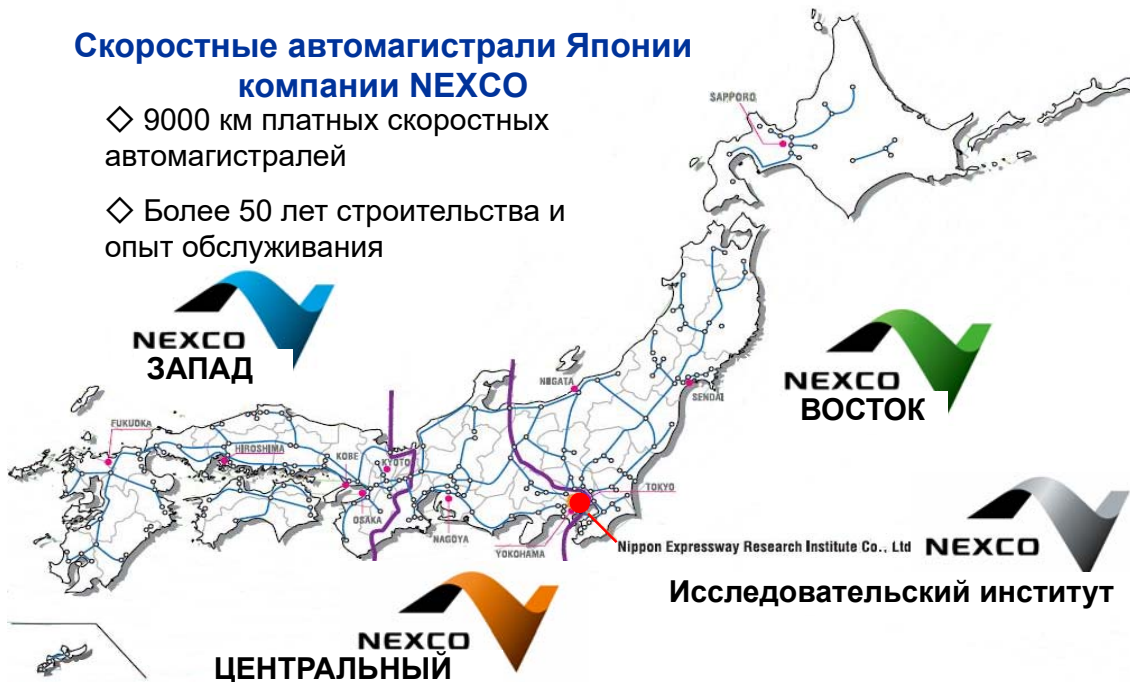 Скоростные автомагистрали Японии
компании NEXCO
◇ 9000 км платных скоростных
автомагистралей
◇ Более 50 лет строительства и
опыт обслуживания
SAPPORO
NEXCO
ЗАПАД
NIIGATA
NEXCO
ВОСТОК
SENDAI
FUKUOKA
HIROSHIMA
KOBE
KYOTO
OSAKA
NAGOYA
TOKYO
YOKOHAMA
Nippon Expressway Research Institute Co., Ltd
NEXCO
Исследовательский институт
NEXCO
ЦЕНТРАЛЬНЫЙ